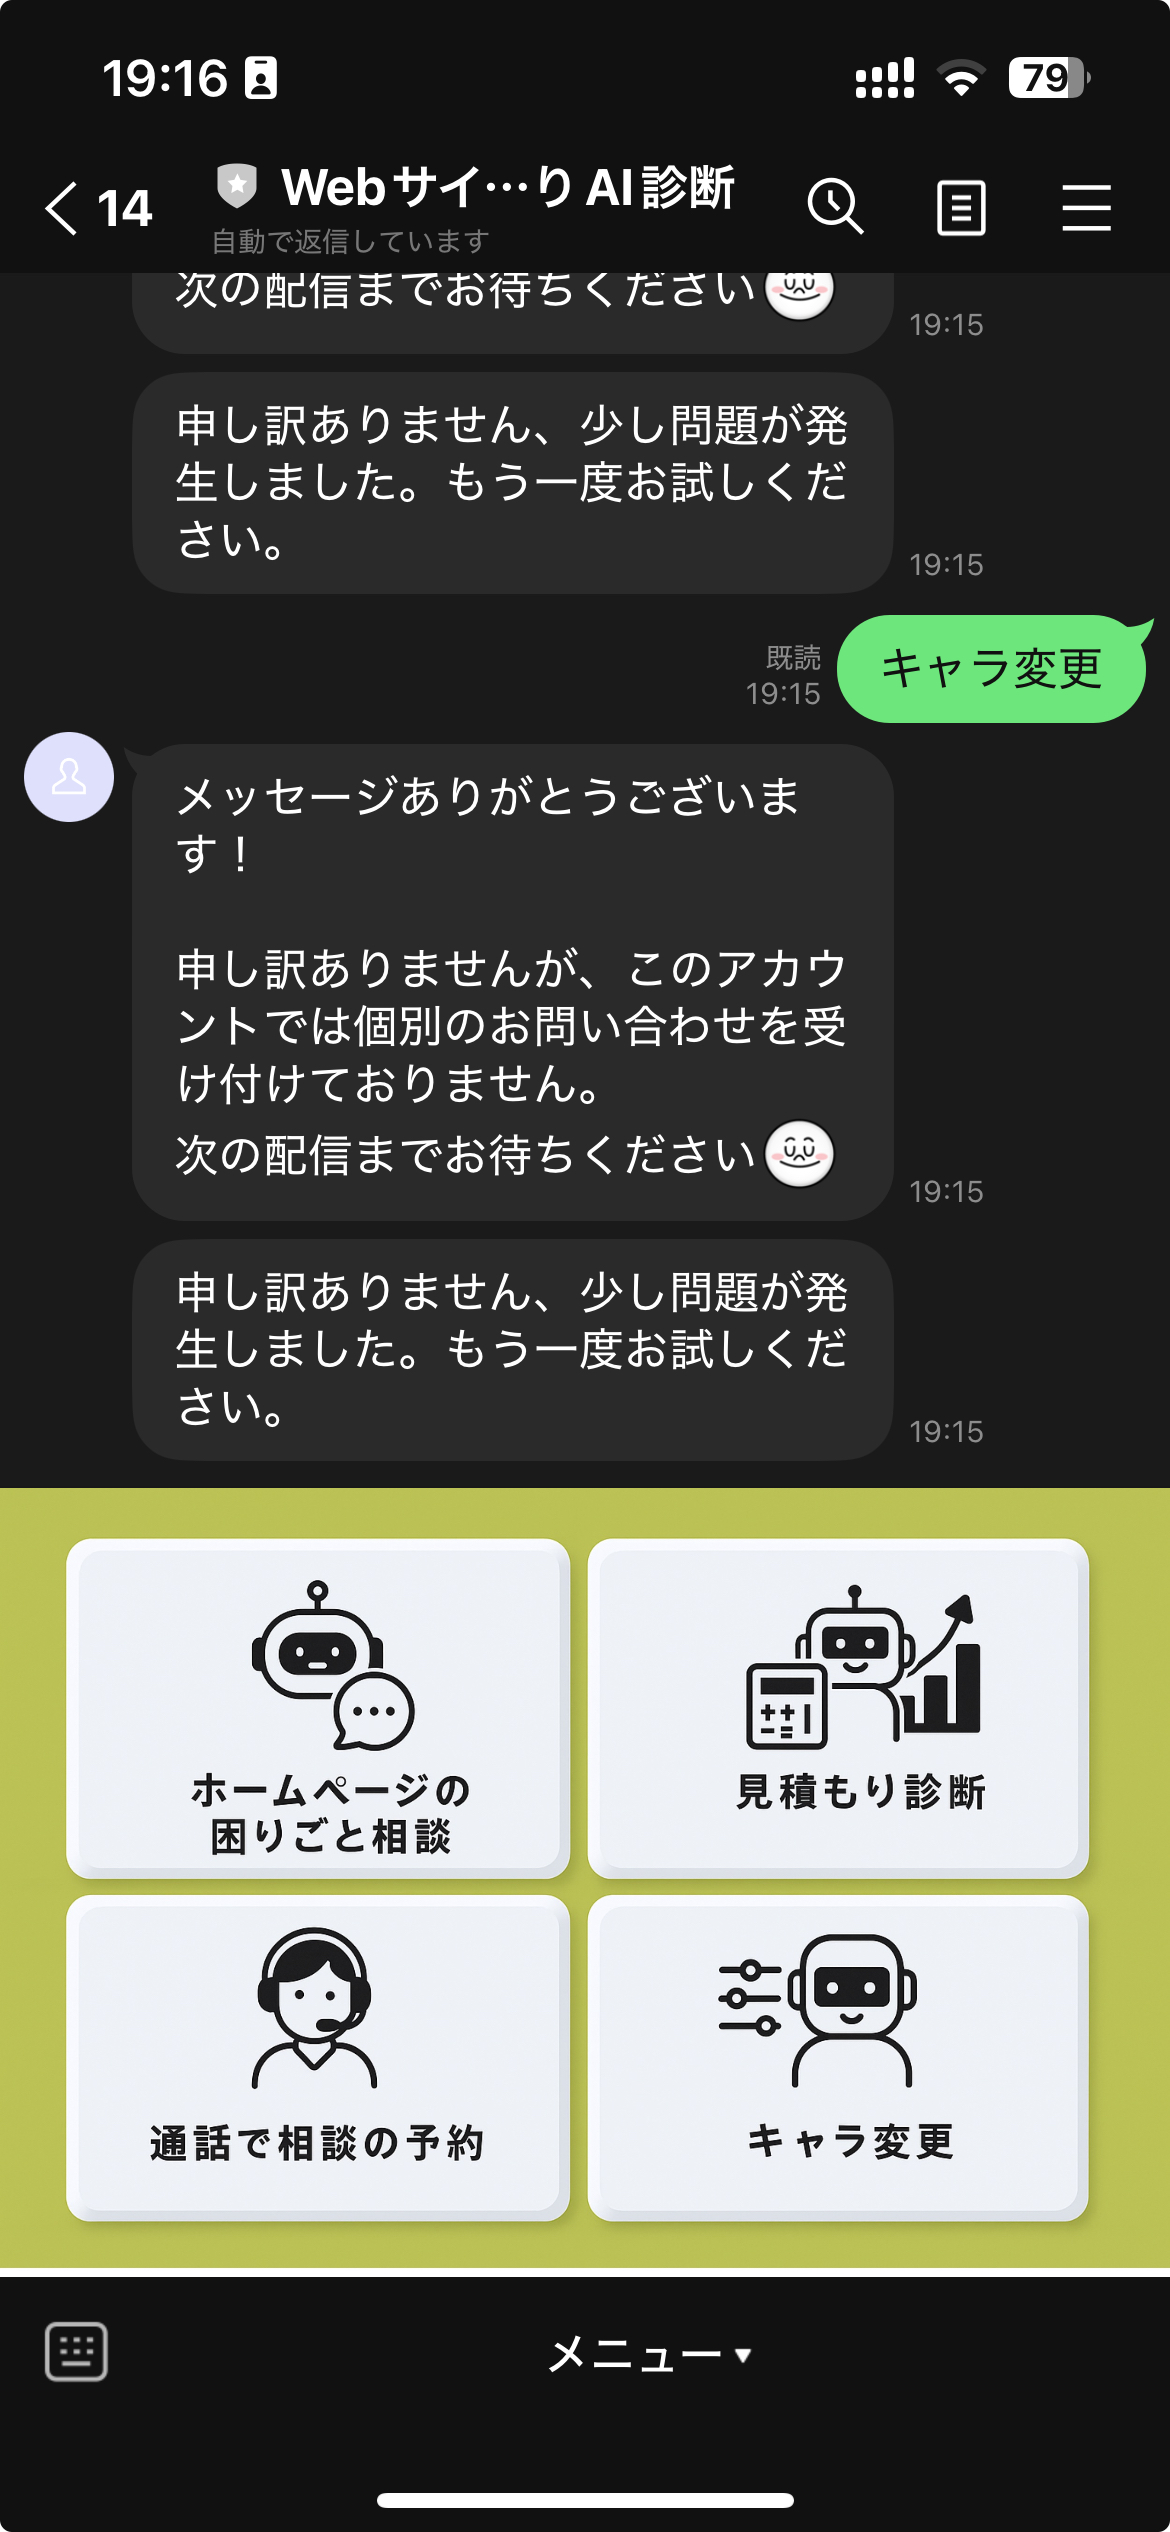 19:16
79
14
Webサイ…りAI診断
自動で返信しています
次の配信までお待ちください
19:15
申し訳ありません、少し問題が発
生しました。もう一度お試しくだ
さい。
19:15
既読
19:15
キャラ変更
メッセージありがとうございま
す！
申し訳ありませんが、このアカウ
ントでは個別のお問い合わせを受
け付けておりません。
次の配信までお待ちください
19:15
申し訳ありません、少し問題が発
生しました。もう一度お試しくだ
さい。
19:15
ホームページの
困りごと相談
見積もり診断
通話で相談の予約
キャラ変更
メニュー▼